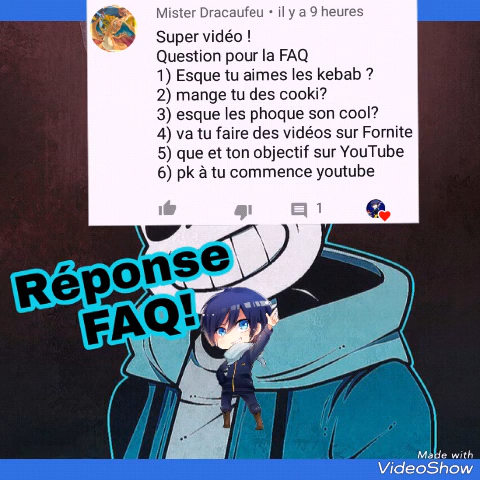 Mister Dracaufeu • il y a 9 heures
Super vidéo !
Question pour la FAQ
1) Esque tu aimes les kebab ?
2) mange tu des cooki?
3) esque les phoque son cool?
4) va tu faire des vidéos sur Fornite
5) que et ton objectif sur YouTube
6) pk à tu commence youtube
1
Réponse
FAQ!
Made with
VideoShow